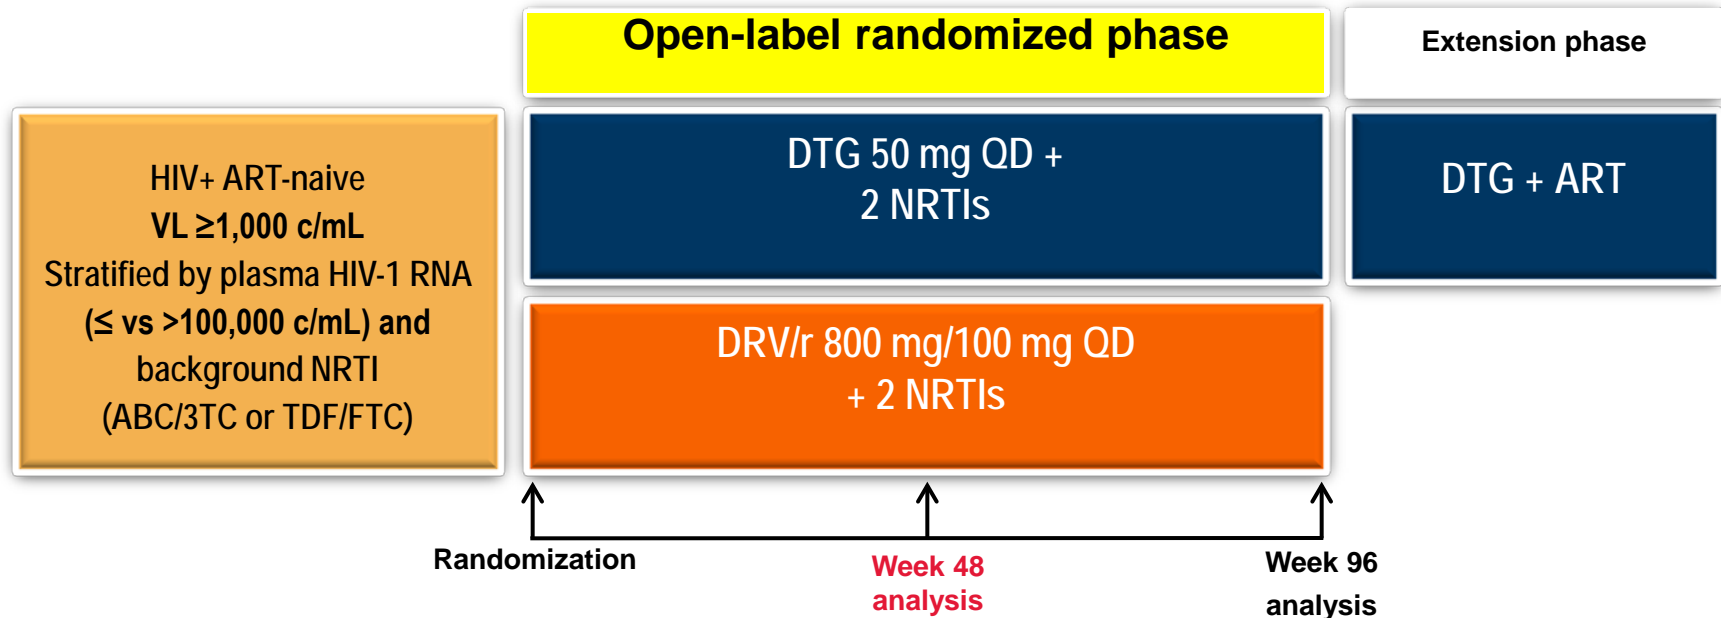 Open-label randomized phase
Extension phase
HIV+ ART-naive
VL ≥1,000 c/mL
Stratified by plasma HIV-1 RNA
(≤ vs >100,000 c/mL) and
background NRTI
(ABC/3TC or TDF/FTC)
DTG 50 mg QD +
2 NRTIs
DTG + ART
DRV/r 800 mg/100 mg QD
+ 2 NRTIs
Randomization
Week 48
analysis
Week 96
analysis